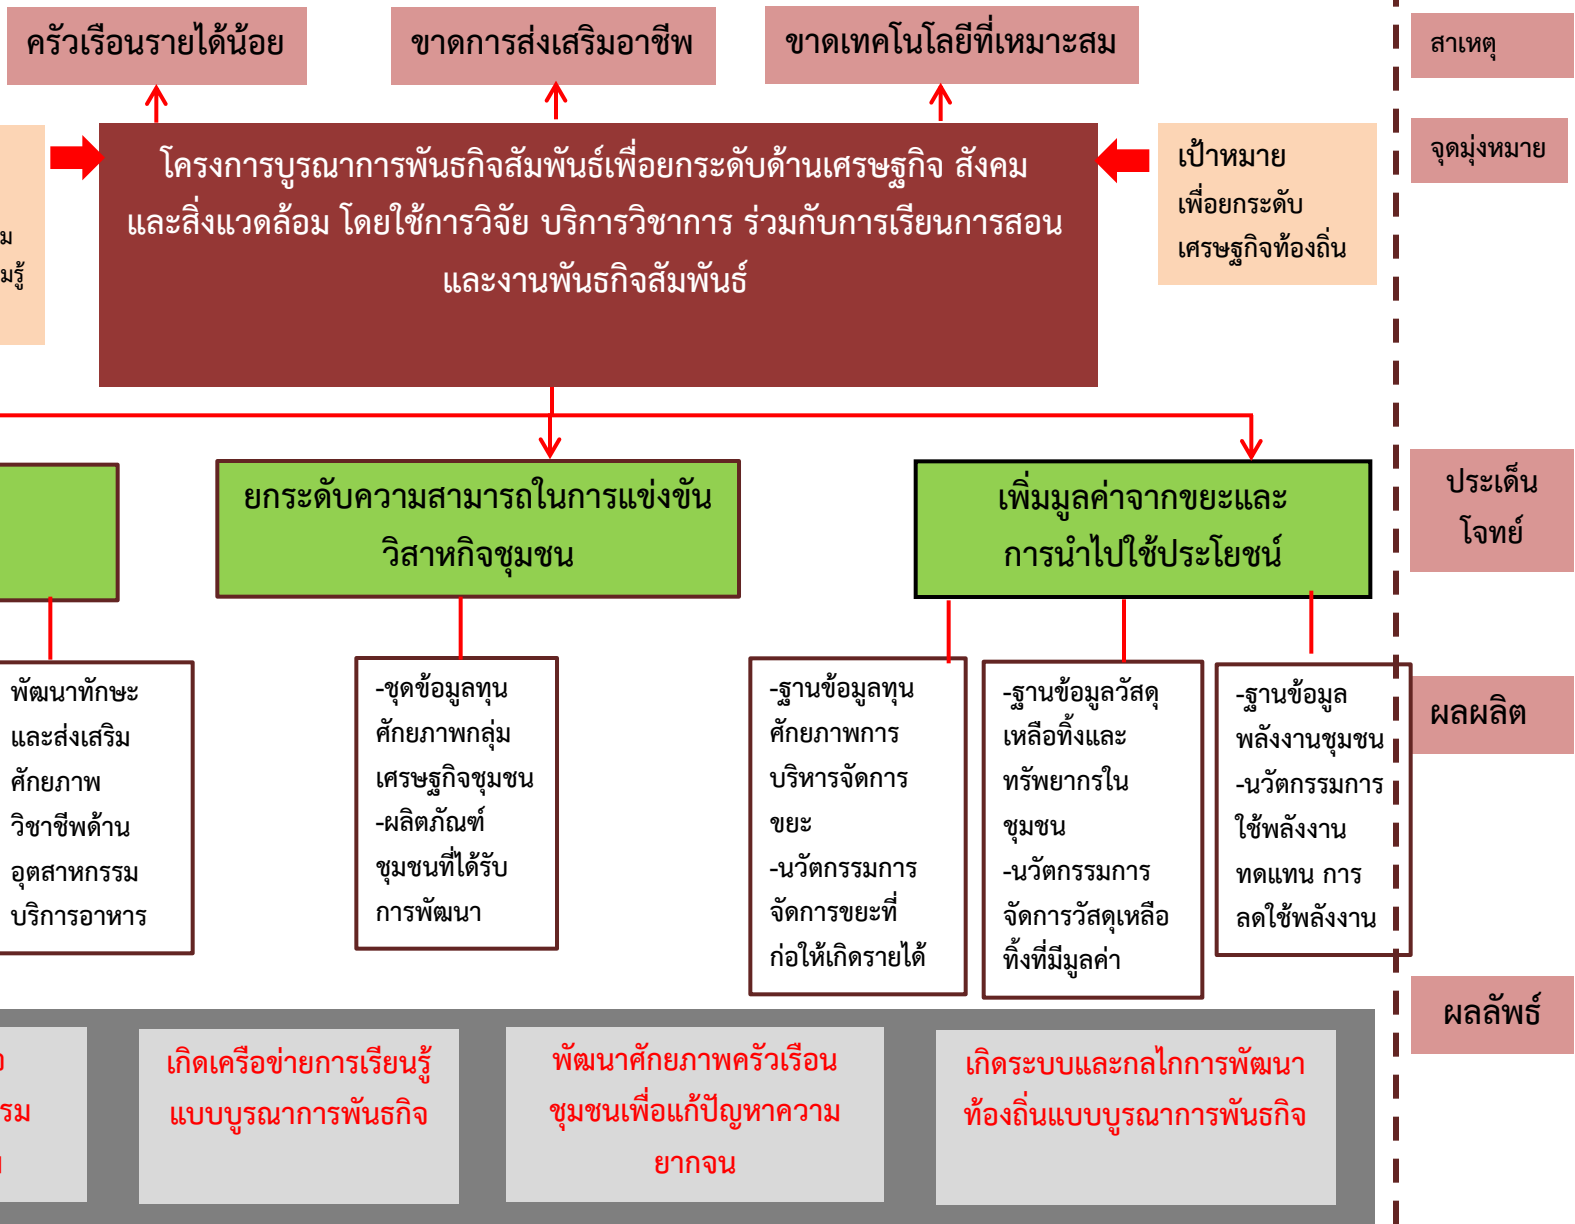 ครัวเรือนรายได้น้อย
ขาดการส่งเสริมอาชีพ
ขาดเทคโนโลยีที่เหมาะสม
สาเหตุ
มรู้
โครงการบูรณาการพันธกิจสัมพันธ์เพื่อยกระดับด้านเศรษฐกิจ สังคม
และสิ่งแวดล้อม โดยใช้การวิจัย บริการวิชาการ ร่วมกับการเรียนการสอน
และงานพันธกิจสัมพันธ์
เป้าหมาย
เพื่อยกระดับ
เศรษฐกิจท้องถิ่น
จุดมุ่งหมาย
ยกระดับความสามารถในการแข่งขัน
วิสาหกิจชุมชน
เพิ่มมูลค่าจากขยะและ
การนำไปใช้ประโยชน์
ประเด็น
โจทย์
พัฒนาทักษะ
และส่งเสริม
ศักยภาพ
วิชาชีพด้าน
อุตสาหกรรม
บริการอาหาร
-ชุดข้อมูลทุน
ศักยภาพกลุ่ม
เศรษฐกิจชุมชน
-ผลิตภัณฑ์
ชุมชนที่ได้รับ
การพัฒนา
-ฐานข้อมูลทุน
ศักยภาพการ
บริหารจัดการ
ขยะ
-นวัตกรรมการ
จัดการขยะที่
ก่อให้เกิดรายได้
-ฐานข้อมูลวัสดุ
เหลือทิ้งและ
ทรัพยากรใน
ชุมชน
-นวัตกรรมการ
จัดการวัสดุเหลือ
ทิ้งที่มีมูลค่า
-ฐานข้อมูล
พลังงานชุมชน
-นวัตกรรมการ
ใช้พลังงาน
ทดแทน การ
ลดใช้พลังงาน
ผลผลิต
รม
เกิดเครือข่ายการเรียนรู้
แบบบูรณาการพันธกิจ
พัฒนาศักยภาพครัวเรือน
ชุมชนเพื่อแก้ปัญหาความ
ยากจน
เกิดระบบและกลไกการพัฒนา
ท้องถิ่นแบบบูรณาการพันธกิจ
ผลลัพธ์